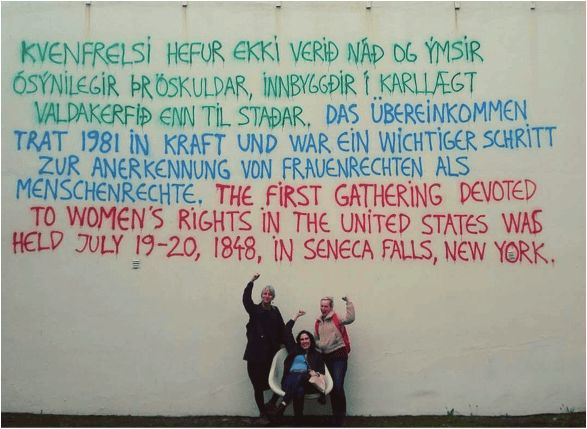 KVENFRELSI HEFUR EKKI VERIÐ NÁÐ OG ÝMSIR
ÓSÝNILEGIR ÞRÖSKULDAR, INNBYGGÐIR Í KARLLÆGT
VALDAKERFIÐ ENN TIL STAÐAR. DAS ÜBEREINKOMMEN
TRAT 1981 IN KRAFT UND WAR EIN WICHTIGER SCHRITT
ZUR ANERKENNUNG VON FRAUENRECHTEN ALS
MENSCHENRECHTE. THE FIRST GATHERING DEVOTED
TO WOMEN'S RIGHTS IN THE UNITED STATES WAS
HELD JULY 19-20, 1848, IN SENECA FALLS, NEW YORK.